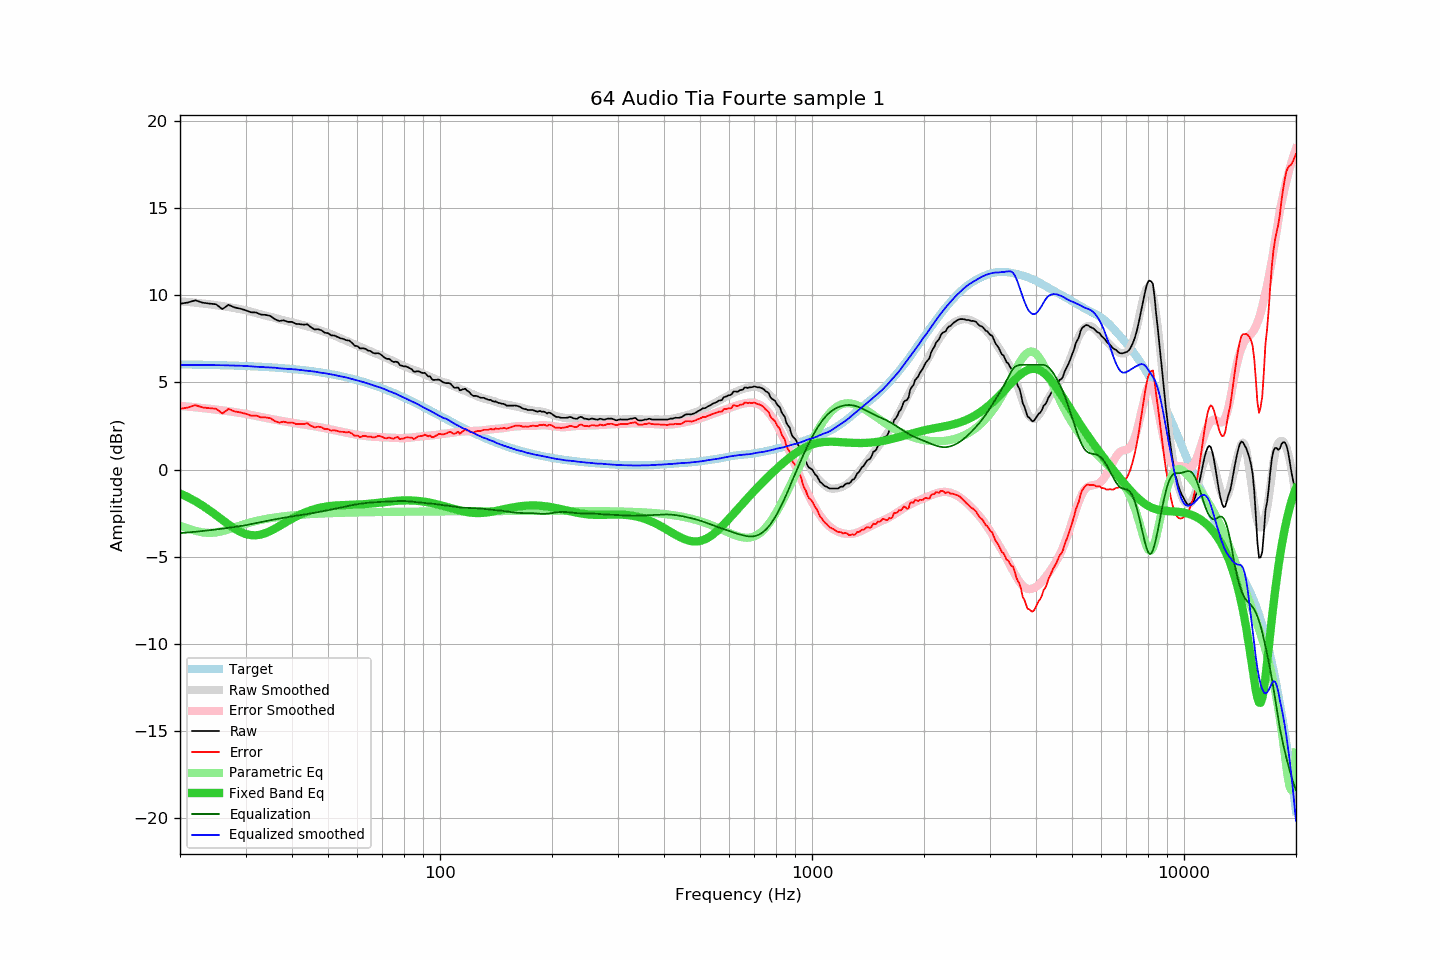 64 Audio Tia Fourte sample 1
20
15
10
5
0
−5
−10
−15
−20
Amplitude (dBr)
Target
Raw Smoothed
Error Smoothed
Raw
Error
Parametric Eq
Fixed Band Eq
Equalization
Equalized smoothed
100 1000 10000
Frequency (Hz)